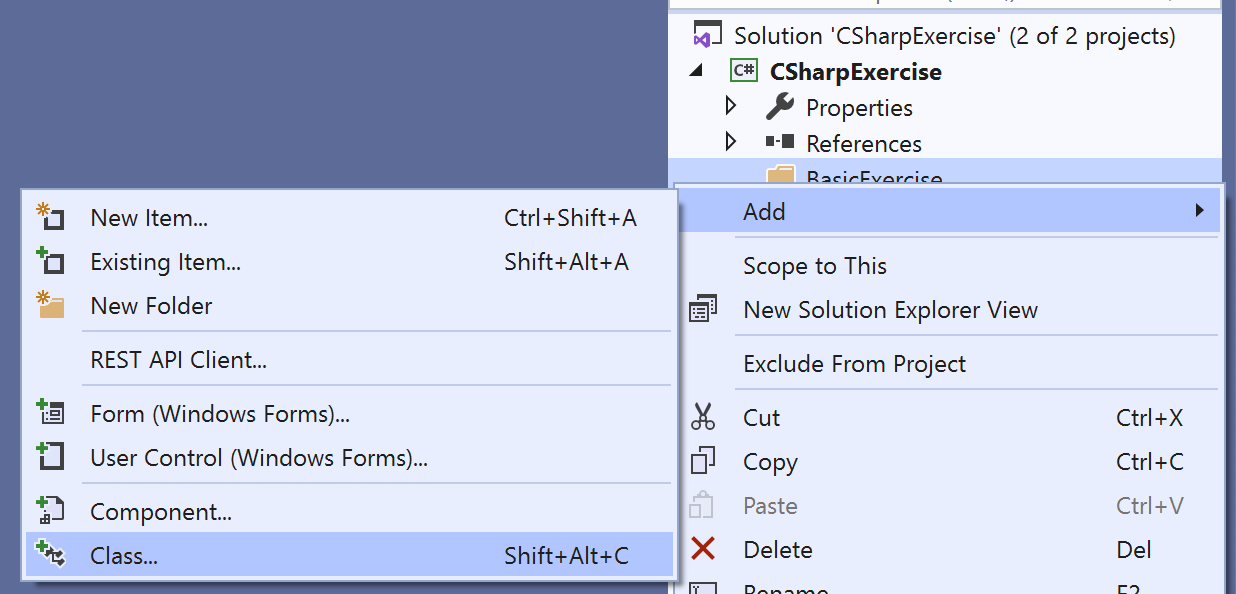 Solution 'CSharpExercise' (2 of 2 projects)
C# CSharpExercise
Properties
References
BasicExercise
New Item... Ctrl+Shift+A
Existing Item... Shift+Alt+A
New Folder
REST API Client...
Form (Windows Forms)...
User Control (Windows Forms)...
Component...
Class... Shift+Alt+C
Add
Scope to This
New Solution Explorer View
Exclude From Project
Cut Ctrl+X
Copy Ctrl+C
Paste Ctrl+V
Delete Del
Rename F2